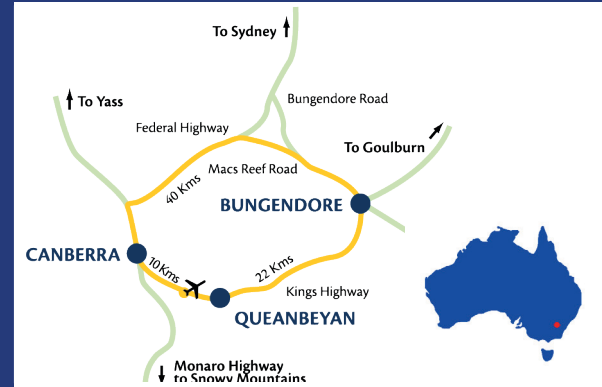 To Sydney
To Yass
Bungendore Road
Federal Highway
To Goulburn
Macs Reef Road
40 Kms
BUNGENDORE
CANBERRA
10Kms
22 Kms
Kings Highway
QUEANBEYAN
Monaro Highway
to Snowy Mountains